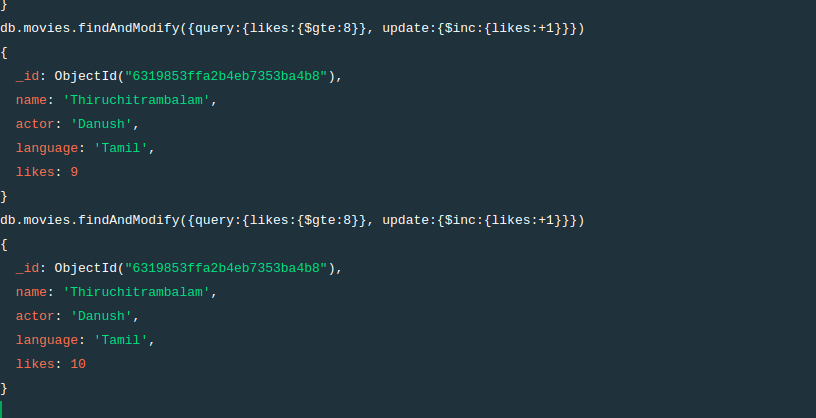 }
db.movies.findAndModify({query:{likes:{$gte:8}}, update:{$inc:{likes:+1}}})
{
  _id: ObjectId("6319853ffa2b4eb7353ba4b8"),
  name: 'Thiruchitrambalam',
  actor: 'Danush',
  language: 'Tamil',
  likes: 9
}
db.movies.findAndModify({query:{likes:{$gte:8}}, update:{$inc:{likes:+1}}})
{
  _id: ObjectId("6319853ffa2b4eb7353ba4b8"),
  name: 'Thiruchitrambalam',
  actor: 'Danush',
  language: 'Tamil',
  likes: 10
}